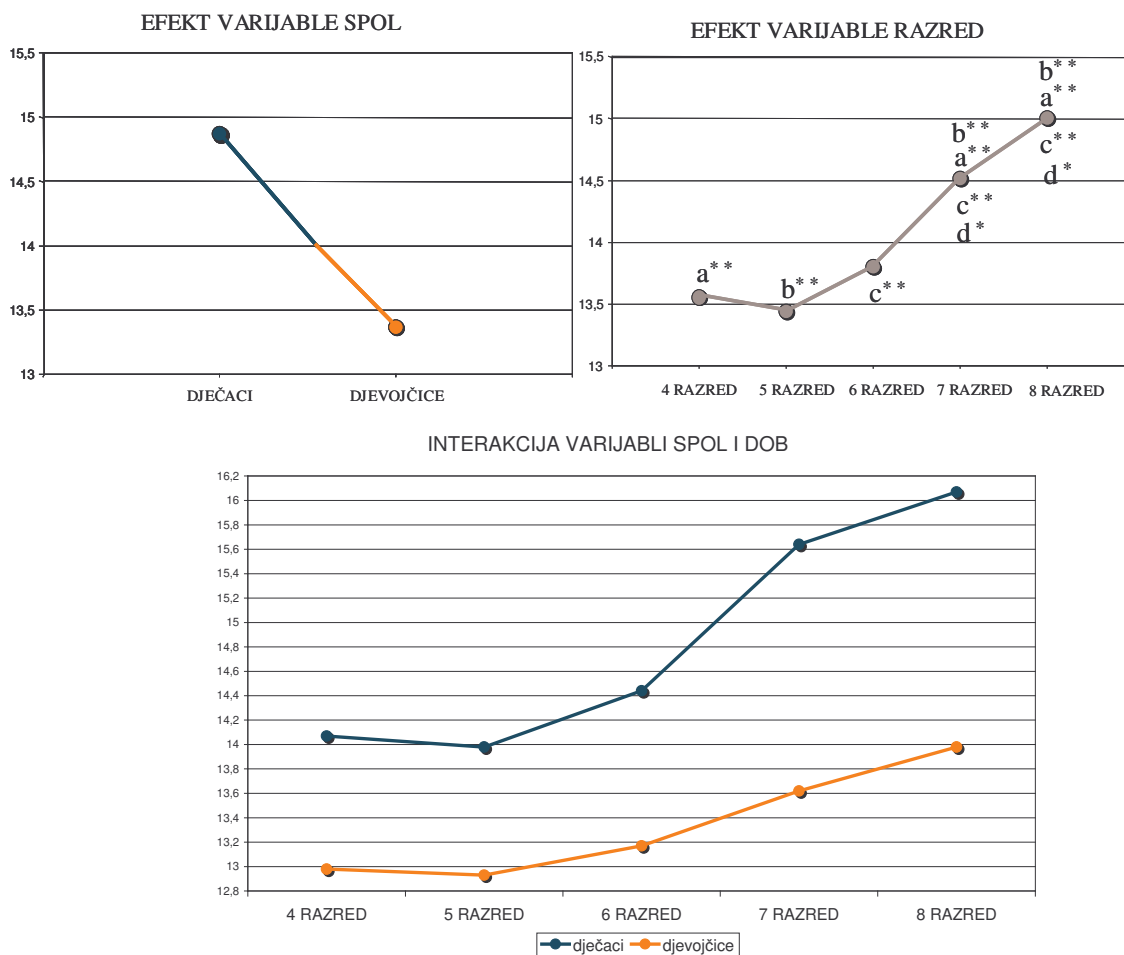 EFEKT VARIJABLE SPOL
15,5
15
14,5
14
13,5
13
DJEČACI DJEVOJČICE
EFEKT VARIJABLE RAZRED
15,5
15
14,5
14
13,5
13
a**
b**
c**
b**
a**
c**
d*
b**
a**
c**
d*
4 RAZRED 5 RAZRED 6 RAZRED 7 RAZRED 8 RAZRED
INTERAKCIJA VARIJABLI SPOL I DOB
16,2
16
15,8
15,6
15,4
15,2
15
14,8
14,6
14,4
14,2
14
13,8
13,6
13,4
13,2
13
12,8
4 RAZRED 5 RAZRED 6 RAZRED 7 RAZRED 8 RAZRED
dječaci djevojčice